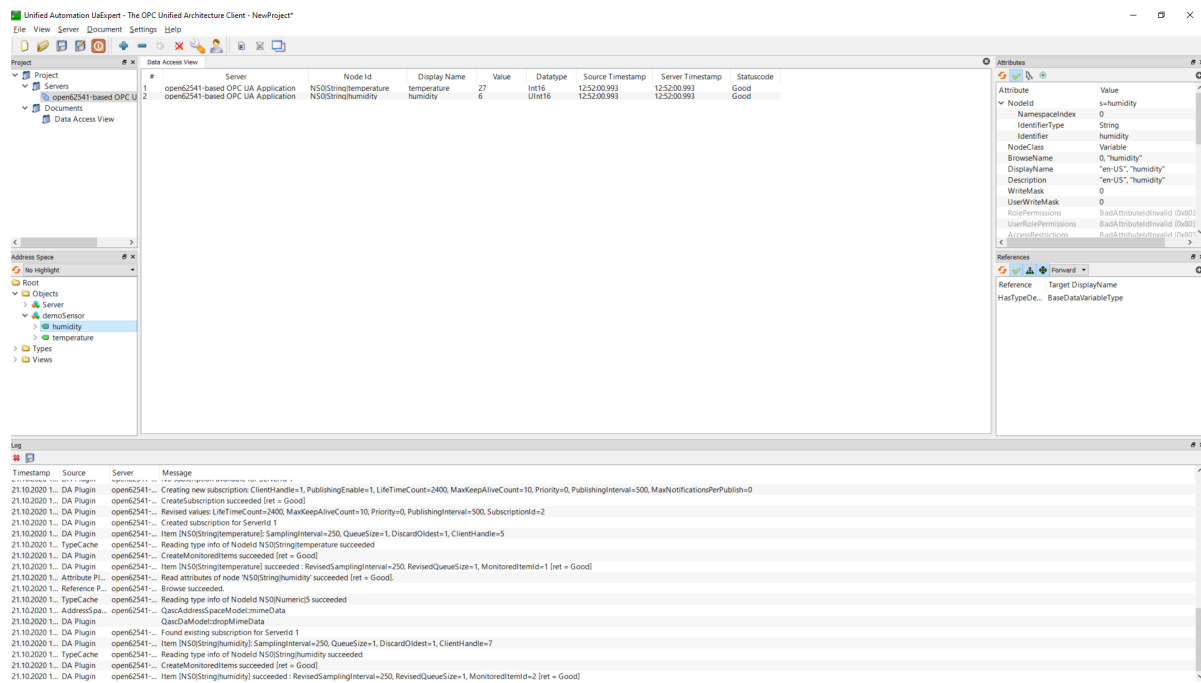 Unified Automation UaExpert - The OPC Unified Architecture Client - NewProject*
File View Server Document Settings Help
Project
Project
Servers
open62541-based OPC U
Documents
Data Access View
Data Access View
# Server Node Id Display Name Value Datatype Source Timestamp Server Timestamp Statuscode
1 open62541-based OPC UA Application NS0|String|temperature temperature 27 Int16 12:52:00.993 12:52:00.993 Good
2 open62541-based OPC UA Application NS0|String|humidity humidity 6 UInt16 12:52:00.993 12:52:00.993 Good
Attributes
Attribute Value
NodeId s=humidity
NamespaceIndex 0
IdentifierType String
Identifier humidity
NodeClass Variable
BrowseName 0, "humidity"
DisplayName "en-US", "humidity"
Description "en-US", "humidity"
WriteMask 0
UserWriteMask 0
RolePermissions BadAttributeIdInvalid (0x803
UserRolePermissions BadAttributeIdInvalid (0x803
AccessRestrictions BadAttributeIdInvalid (0x803
Address Space
No Highlight
Root
Objects
Server
demoSensor
humidity
temperature
Types
Views
References
Forward
Reference Target DisplayName
HasTypeDe... BaseDataVariableType
Log
Timestamp Source Server Message
21.10.2020 1... DA Plugin open62541-... Creating new subscription: ClientHandle=1, PublishingEnable=1, LifeTimeCount=2400, MaxKeepAliveCount=10, Priority=0, PublishingInterval=500, MaxNotificationsPerPublish=0
21.10.2020 1... DA Plugin open62541-... CreateSubscription succeeded [ret = Good]
21.10.2020 1... DA Plugin open62541-... Revised values: LifeTimeCount=2400, MaxKeepAliveCount=10, Priority=0, PublishingInterval=500, SubscriptionId=2
21.10.2020 1... DA Plugin open62541-... Created subscription for ServerId 1
21.10.2020 1... DA Plugin open62541-... Item [NS0|String|temperature]: SamplingInterval=250, QueueSize=1, DiscardOldest=1, ClientHandle=5
21.10.2020 1... TypeCache open62541-... Reading type info of NodeId NS0|String|temperature succeeded
21.10.2020 1... DA Plugin open62541-... CreateMonitoredItems succeeded [ret = Good]
21.10.2020 1... DA Plugin open62541-... Item [NS0|String|temperature] succeeded : RevisedSamplingInterval=250, RevisedQueueSize=1, MonitoredItemId=1 [ret = Good]
21.10.2020 1... Attribute Pl... open62541-... Read attributes of node 'NS0|String|humidity' succeeded [ret = Good].
21.10.2020 1... Reference P... open62541-... Browse succeeded.
21.10.2020 1... TypeCache open62541-... Reading type info of NodeId NS0|Numeric|5 succeeded
21.10.2020 1... AddressSpa... open62541-... QascAddressSpaceModel::mimeData
21.10.2020 1... DA Plugin QascDaModel::dropMimeData
21.10.2020 1... DA Plugin open62541-... Found existing subscription for ServerId 1
21.10.2020 1... DA Plugin open62541-... Item [NS0|String|humidity]: SamplingInterval=250, QueueSize=1, DiscardOldest=1, ClientHandle=7
21.10.2020 1... TypeCache open62541-... Reading type info of NodeId NS0|String|humidity succeeded
21.10.2020 1... DA Plugin open62541-... CreateMonitoredItems succeeded [ret = Good]
21.10.2020 1... DA Plugin open62541-... Item [NS0|String|humidity] succeeded : RevisedSamplingInterval=250, RevisedQueueSize=1, MonitoredItemId=2 [ret = Good]